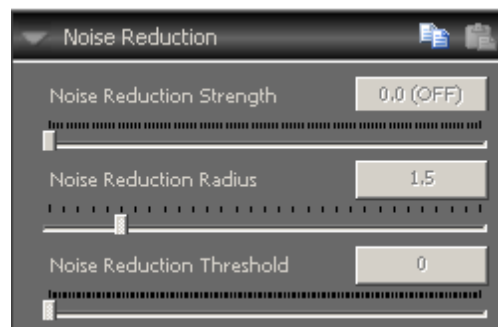 Noise Reduction
Noise Reduction Strength 0.0 (OFF)
Noise Reduction Radius 1.5
Noise Reduction Threshold 0